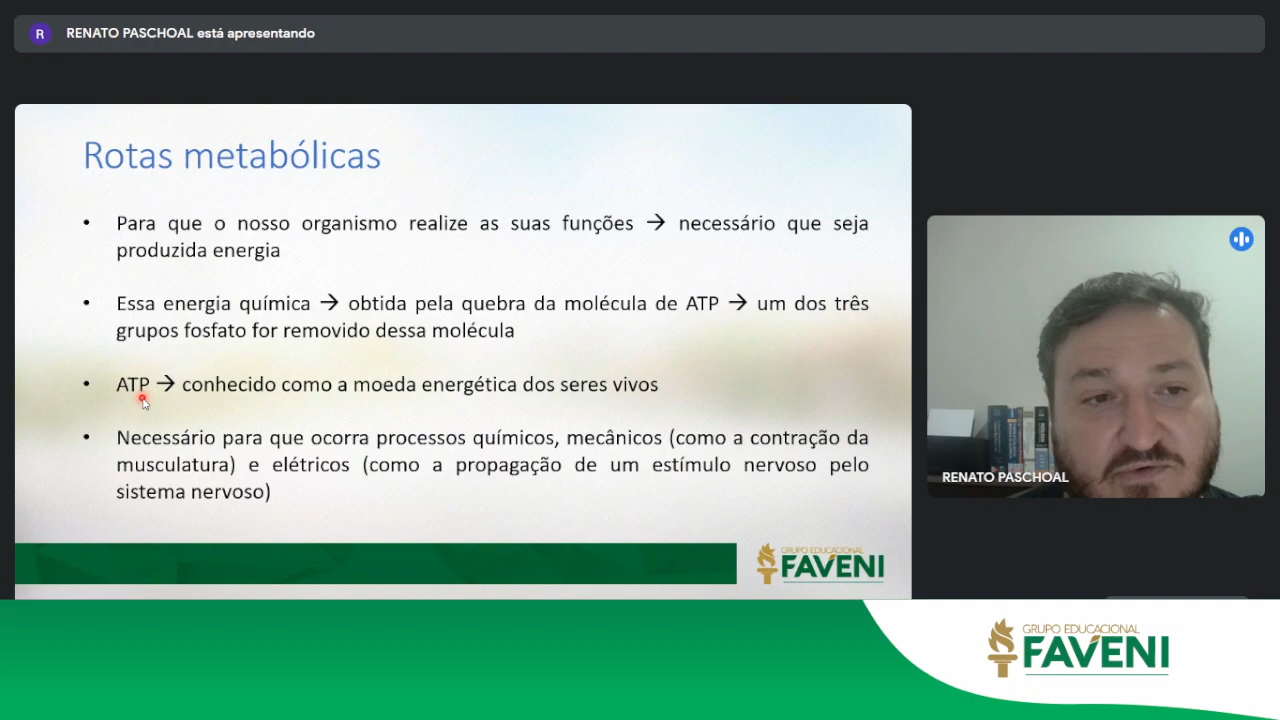 R
RENATO PASCHOAL está apresentando
Rotas metabólicas
• Para que o nosso organismo realize as suas funções → necessário que seja
produzida energia
• Essa energia química → obtida pela quebra da molécula de ATP → um dos três
grupos fosfato for removido dessa molécula
• ATP → conhecido como a moeda energética dos seres vivos
• Necessário para que ocorra processos químicos, mecânicos (como a contração da
musculatura) e elétricos (como a propagação de um estímulo nervoso pelo
sistema nervoso)
GRUPO EDUCACIONAL
FAVENI
RENATO PASCHOAL
GRUPO EDUCACIONAL
FAVENI